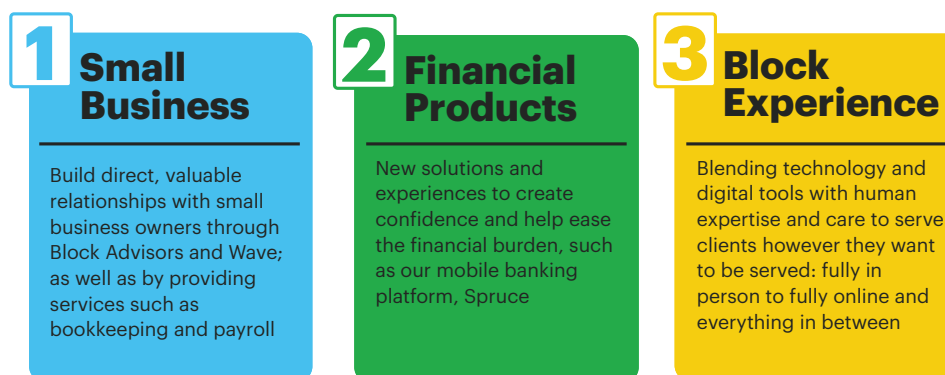 1
Small
Business
Build direct, valuable
relationships with small
business owners through
Block Advisors and Wave;
as well as by providing
services such as
bookkeeping and payroll
2
Financial
Products
New solutions and
experiences to create
confidence and help ease
the financial burden, such
as our mobile banking
platform, Spruce
3
Block
Experience
Blending technology and
digital tools with human
expertise and care to serve
clients however they want
to be served: fully in
person to fully online and
everything in between